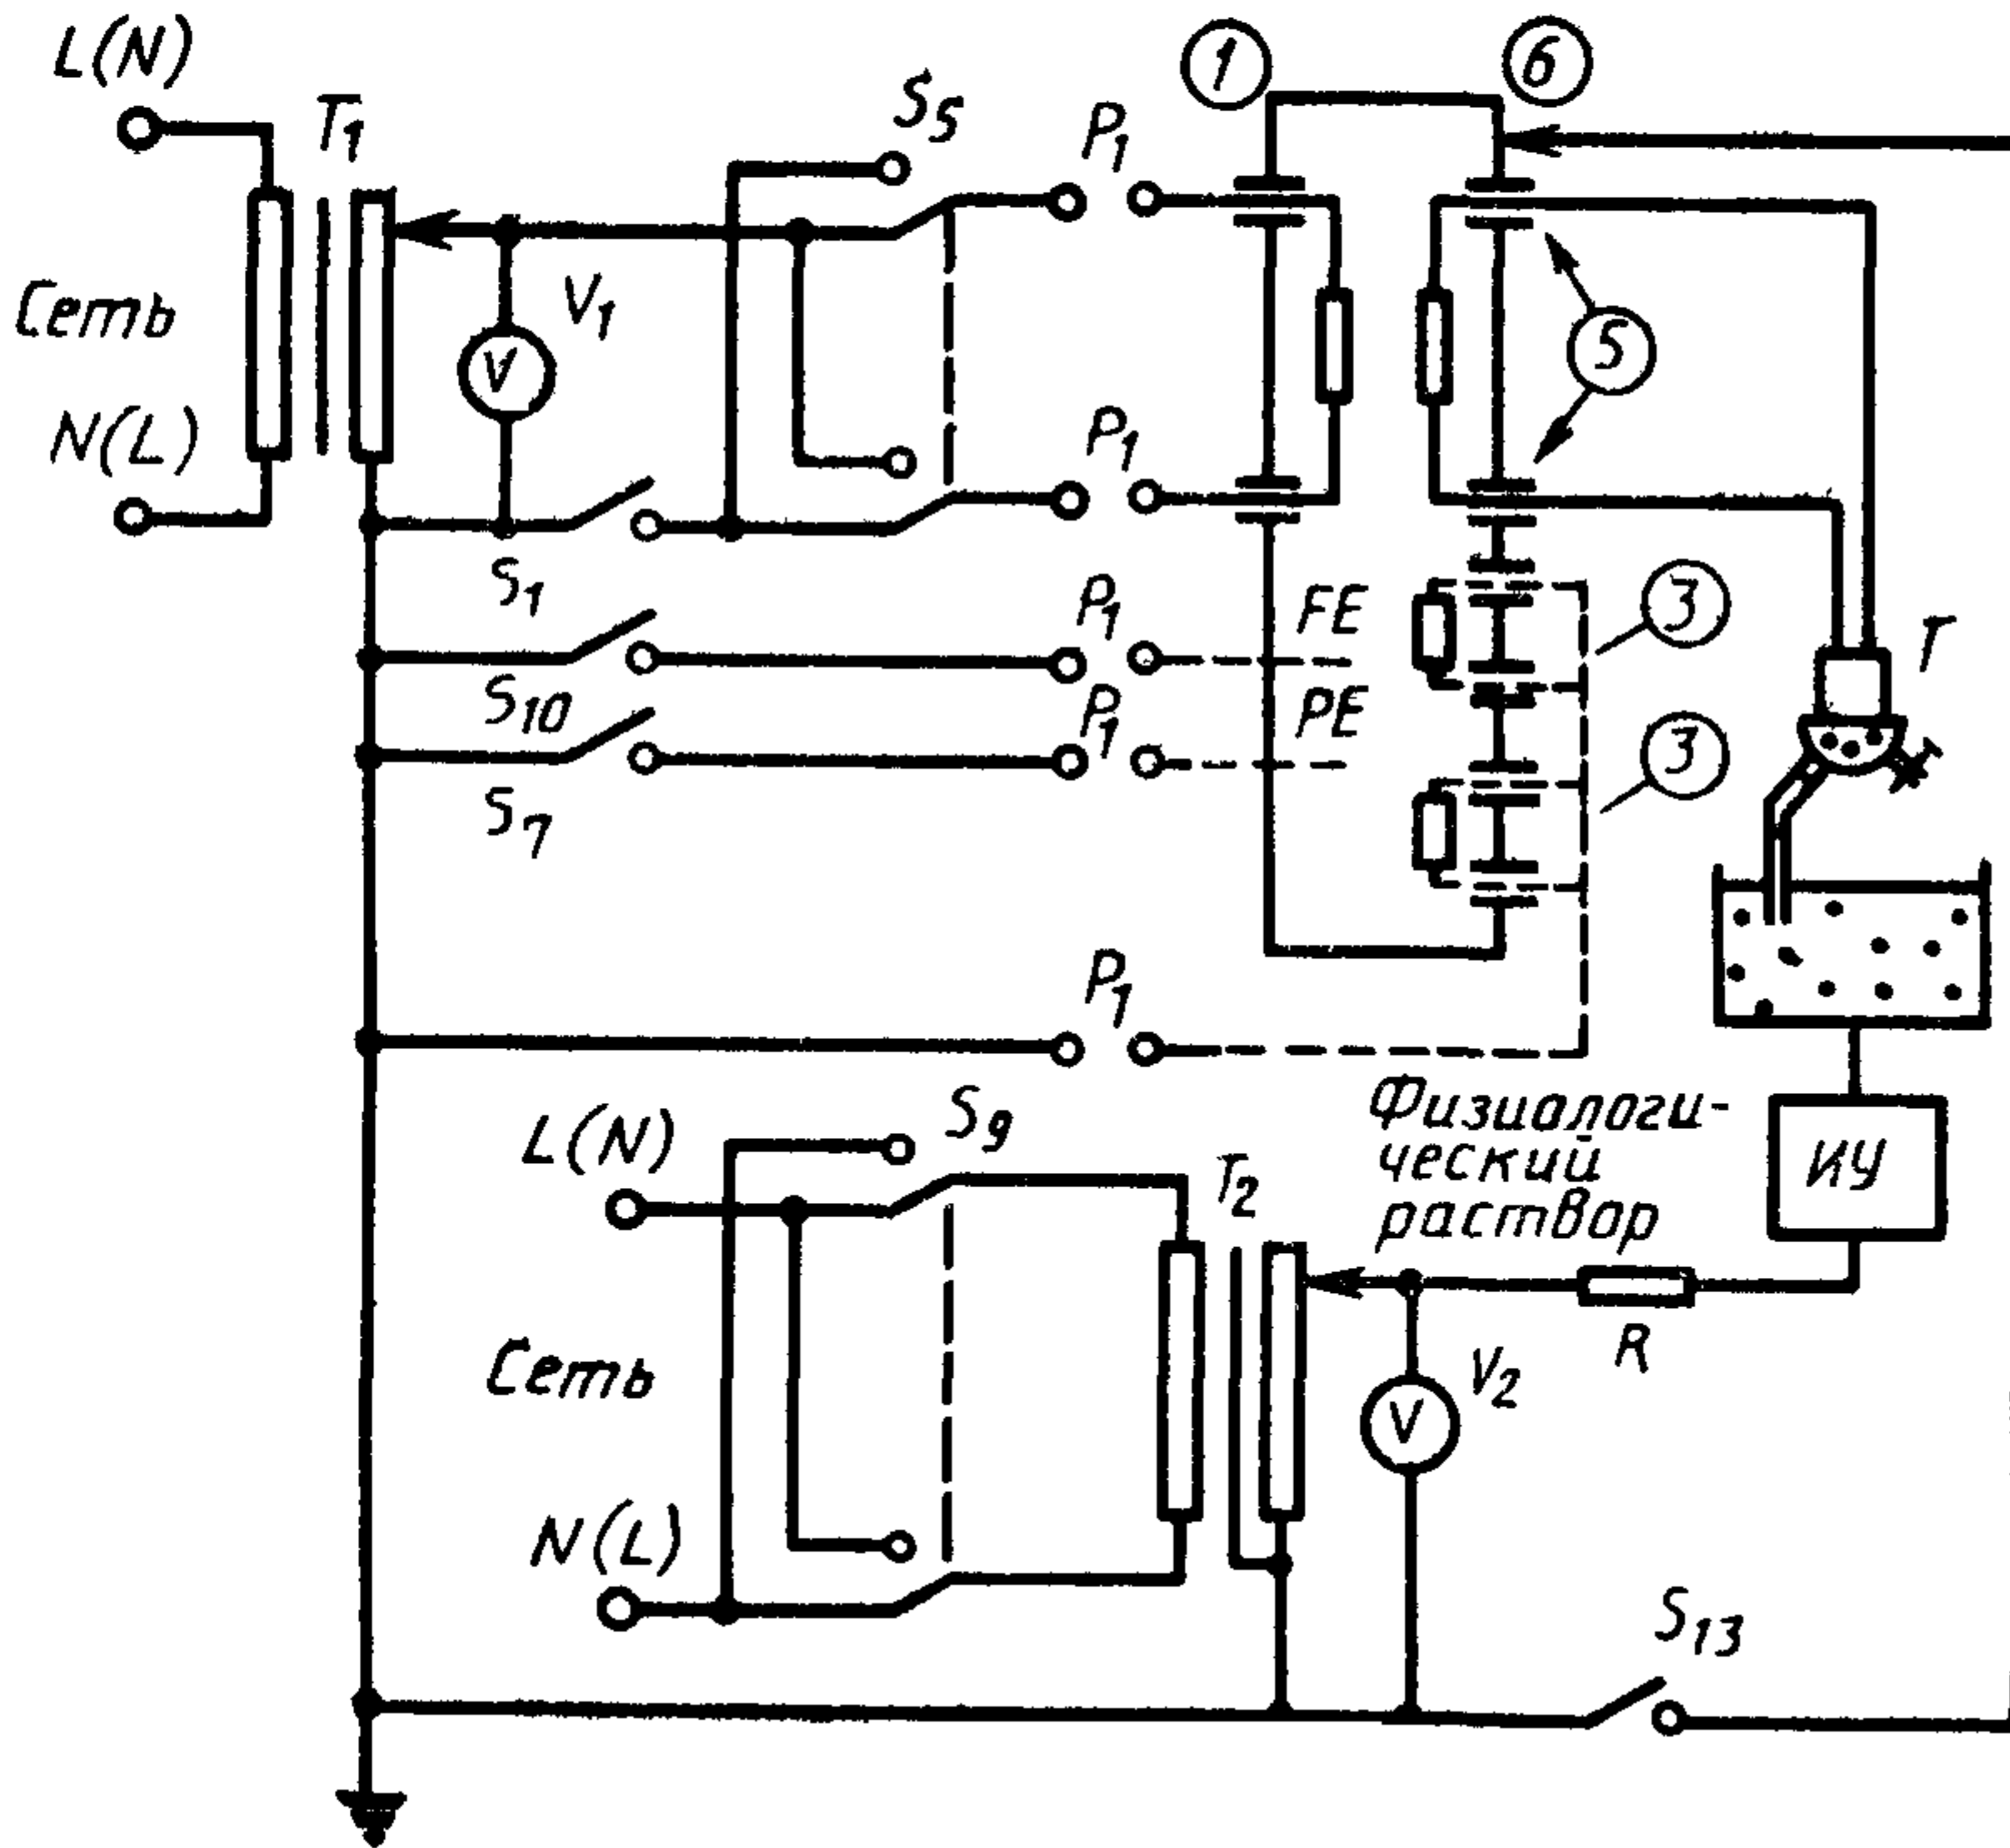 L(N)
T1
Сеть
N(L)
V1
V
S5
P1
1
6
5
P1
S1
P1
FE
3
S10
P1
PE
3
S7
T
P1
L(N)
S9
T2
Физиологи-
ческий
раствор
ИУ
Сеть
R
V2
V
N(L)
S13